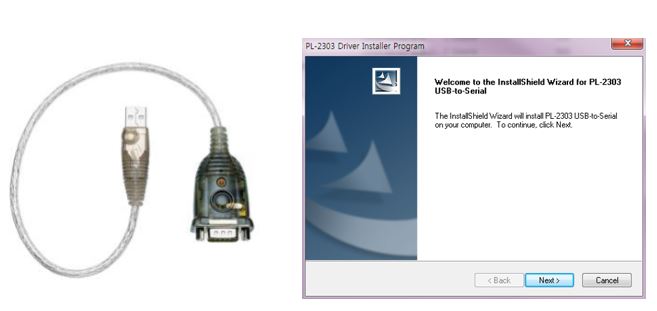 PL-2303 Driver Installer Program
Welcome to the InstallShield Wizard for PL-2303
USB-to-Serial
The InstallShield Wizard will install PL-2303 USB-to-Serial
on your computer. To continue, click Next.
< Back
Next >
Cancel